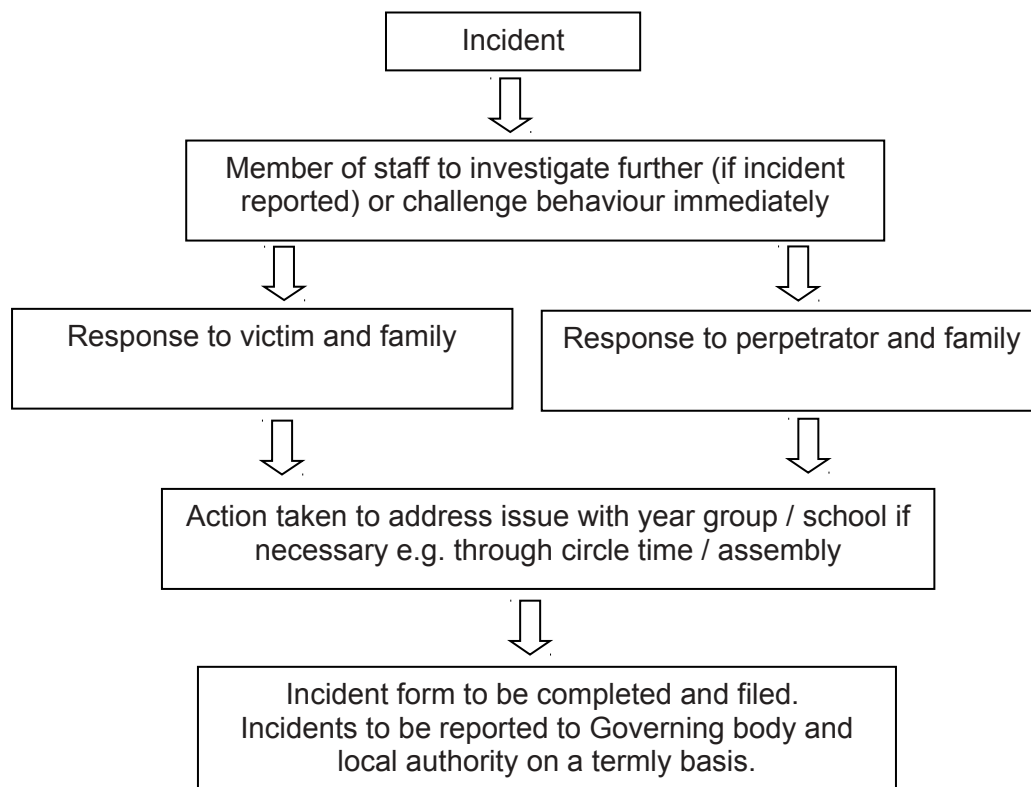 Incident
Member of staff to investigate further (if incident
reported) or challenge behaviour immediately
Response to victim and family
Response to perpetrator and family
Action taken to address issue with year group / school if
necessary e.g. through circle time / assembly
Incident form to be completed and filed.
Incidents to be reported to Governing body and
local authority on a termly basis.